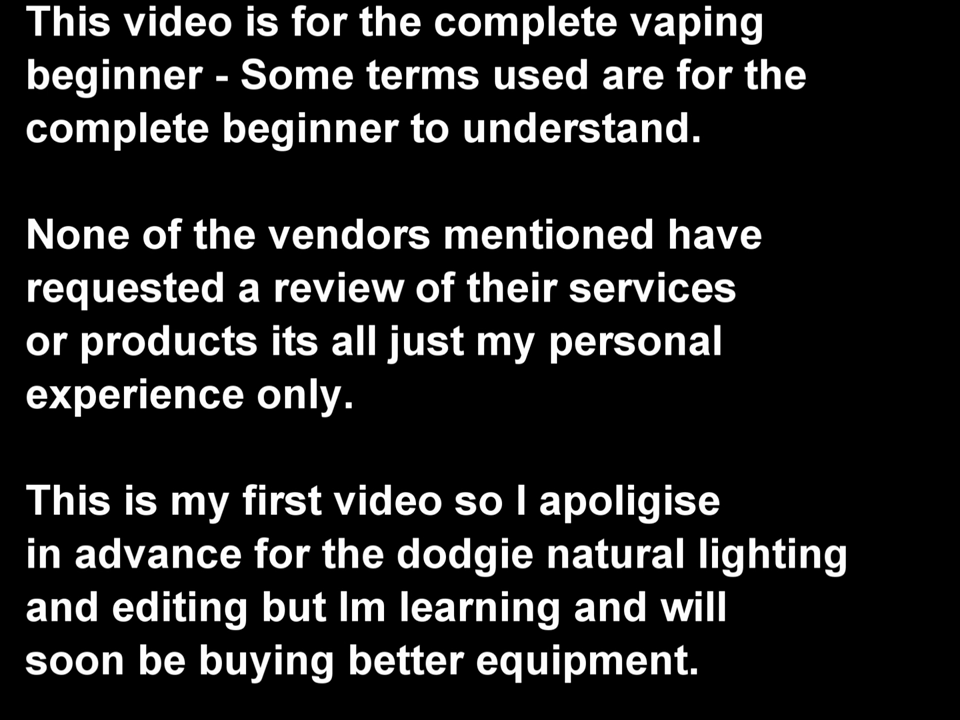 This video is for the complete vaping
beginner - Some terms used are for the
complete beginner to understand.
None of the vendors mentioned have
requested a review of their services
or products its all just my personal
experience only.
This is my first video so I apoligise
in advance for the dodgie natural lighting
and editing but Im learning and will
soon be buying better equipment.